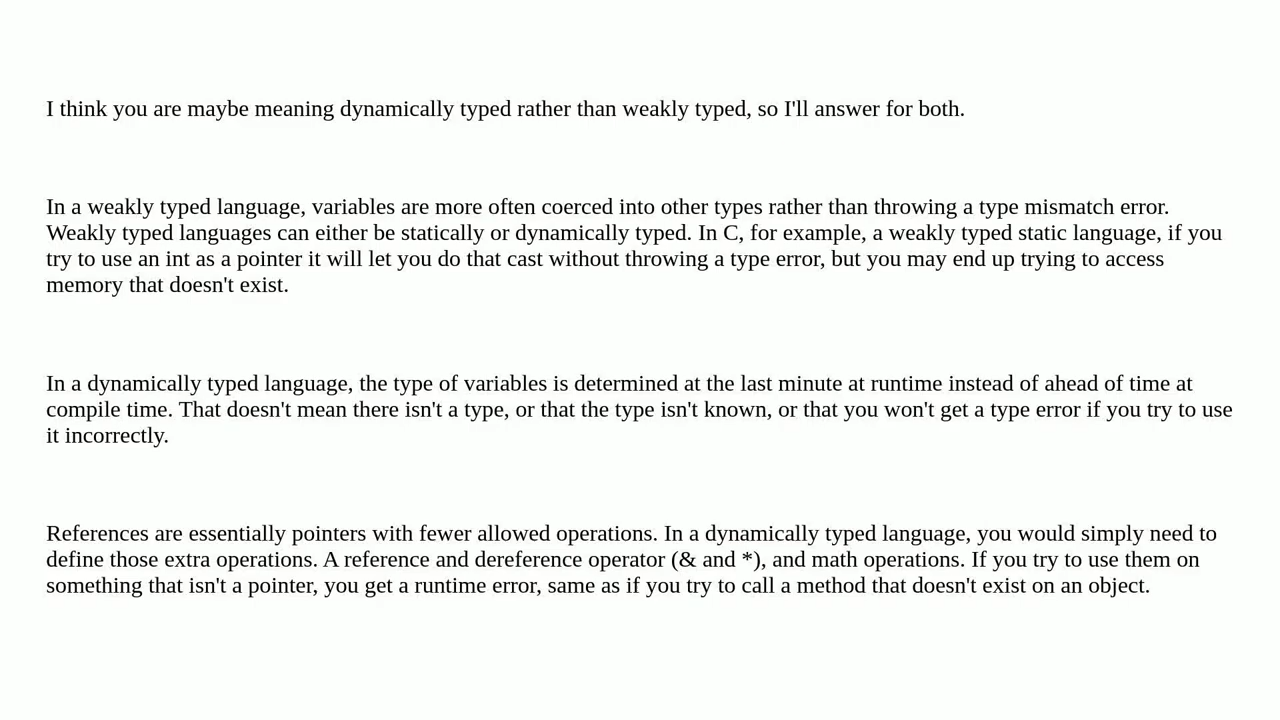 I think you are maybe meaning dynamically typed rather than weakly typed, so I'll answer for both.
In a weakly typed language, variables are more often coerced into other types rather than throwing a type mismatch error.
Weakly typed languages can either be statically or dynamically typed. In C, for example, a weakly typed static language, if you
try to use an int as a pointer it will let you do that cast without throwing a type error, but you may end up trying to access
memory that doesn't exist.
In a dynamically typed language, the type of variables is determined at the last minute at runtime instead of ahead of time at
compile time. That doesn't mean there isn't a type, or that the type isn't known, or that you won't get a type error if you try to use
it incorrectly.
References are essentially pointers with fewer allowed operations. In a dynamically typed language, you would simply need to
define those extra operations. A reference and dereference operator (& and *), and math operations. If you try to use them on
something that isn't a pointer, you get a runtime error, same as if you try to call a method that doesn't exist on an object.